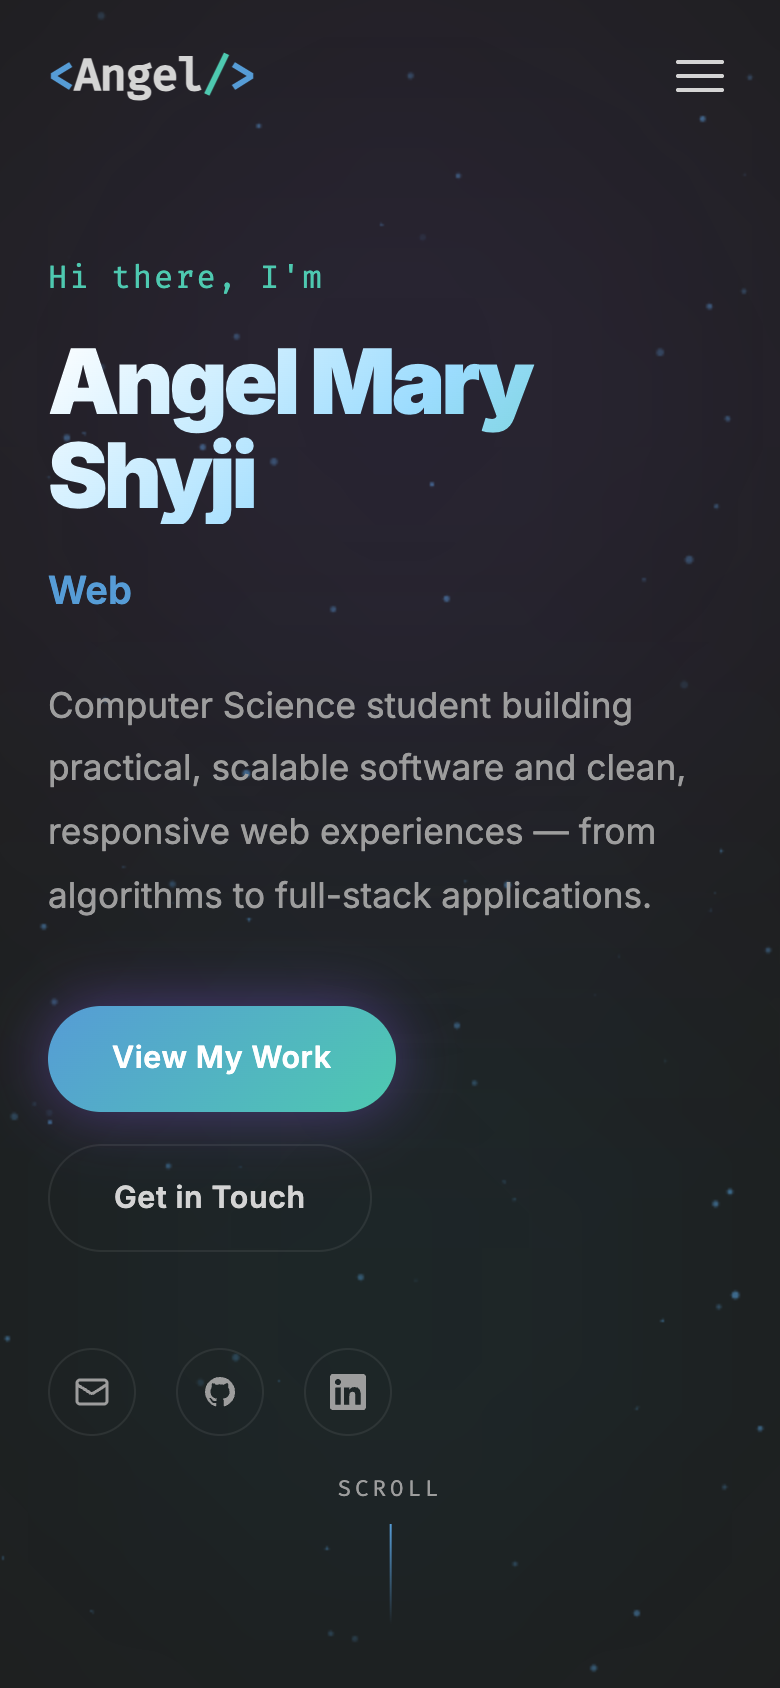 <Angel/>
Hi there, I'm
Angel Mary
Shyji
Web
Computer Science student building
practical, scalable software and clean,
responsive web experiences — from
algorithms to full-stack applications.
View My Work
Get in Touch
in
SCROLL